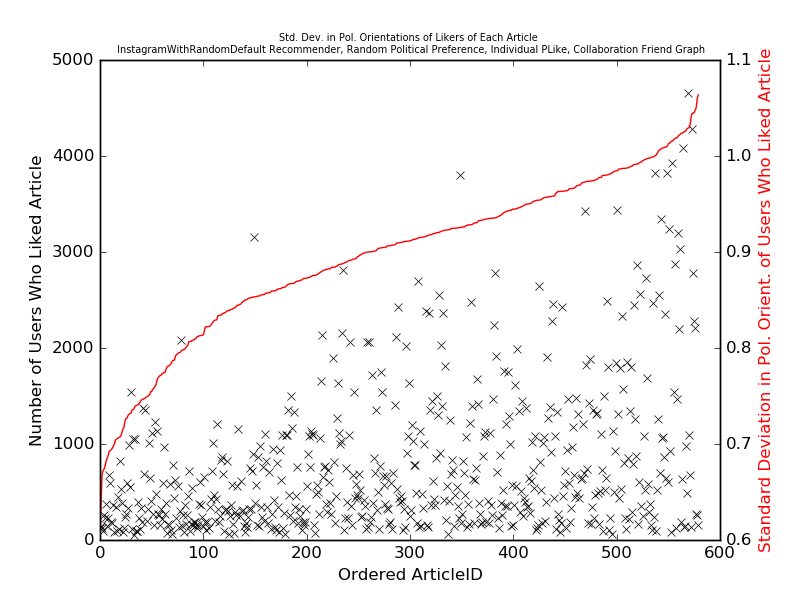 Std. Dev. in Pol. Orientations of Likers of Each Article
InstagramWithRandomDefault Recommender, Random Political Preference, Individual PLike, Collaboration Friend Graph
5000
4000
3000
2000
1000
0
Number of Users Who Liked Article
1.1
1.0
0.9
0.8
0.7
0.6
Standard Deviation in Pol. Orient. of Users Who Liked Article
0 100 200 300 400 500 600
Ordered ArticleID